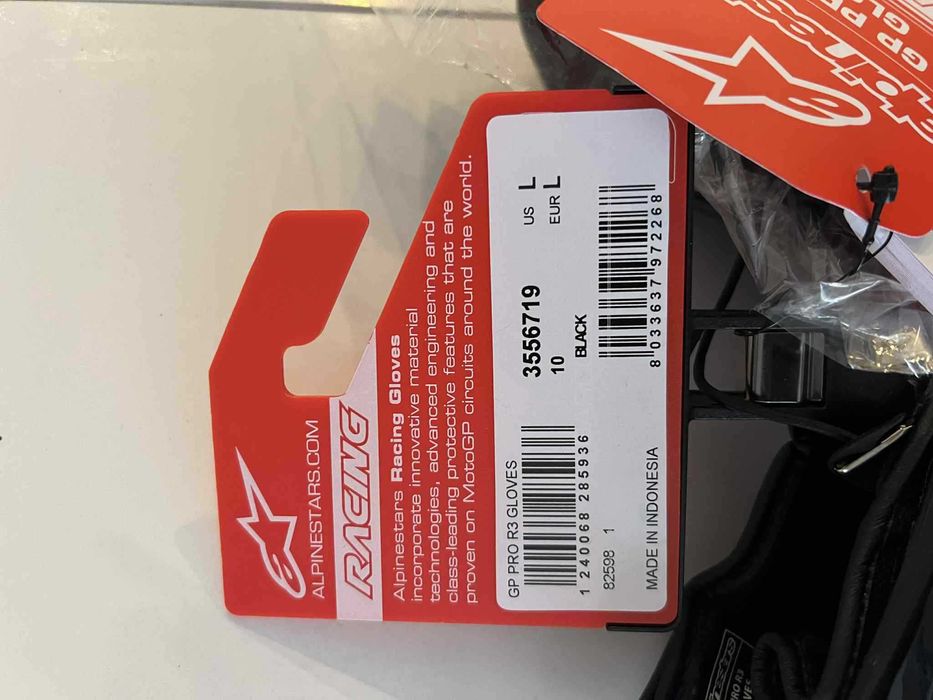 ALPINESTARS.COM
RACING
Alpinestars Racing Gloves
incorporate innovative material
technologies, advanced engineering and
class-leading protective features that are
proven on MotoGP circuits around the world.
GP PRO R3 GLOVES
1 240068 285936
82598 1
MADE IN INDONESIA
3556719
10
BLACK
US L
EUR L
8 033637 972268
GP PR